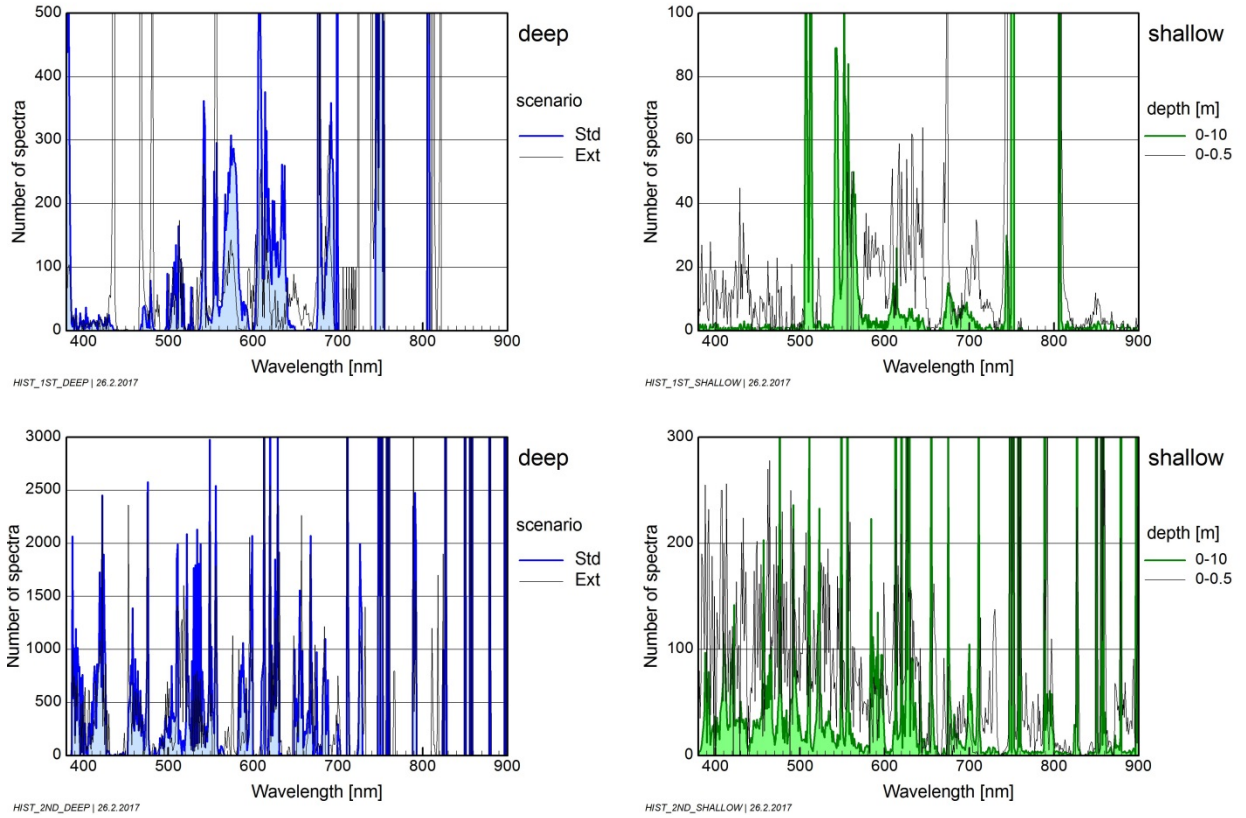 deep
scenario
Std
Ext
Number of spectra
500
400
300
200
100
0
400 500 600 700 800 900
Wavelength [nm]
HIST_1ST_DEEP | 26.2.2017
shallow
depth [m]
0-10
0-0.5
Number of spectra
100
80
60
40
20
0
400 500 600 700 800 900
Wavelength [nm]
HIST_1ST_SHALLOW | 26.2.2017
deep
scenario
Std
Ext
Number of spectra
3000
2500
2000
1500
1000
500
0
400 500 600 700 800 900
Wavelength [nm]
HIST_2ND_DEEP | 26.2.2017
shallow
depth [m]
0-10
0-0.5
Number of spectra
300
200
100
0
400 500 600 700 800 900
Wavelength [nm]
HIST_2ND_SHALLOW | 26.2.2017